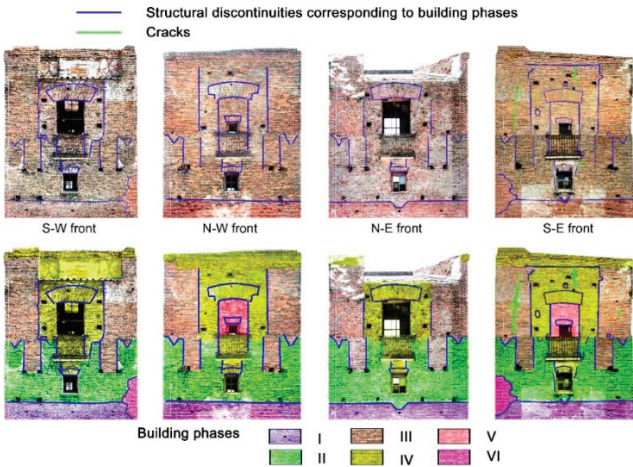 Structural discontinuities corresponding to building phases
Cracks
S-W front N-W front N-E front S-E front
Building phases
I III V
II IV VI